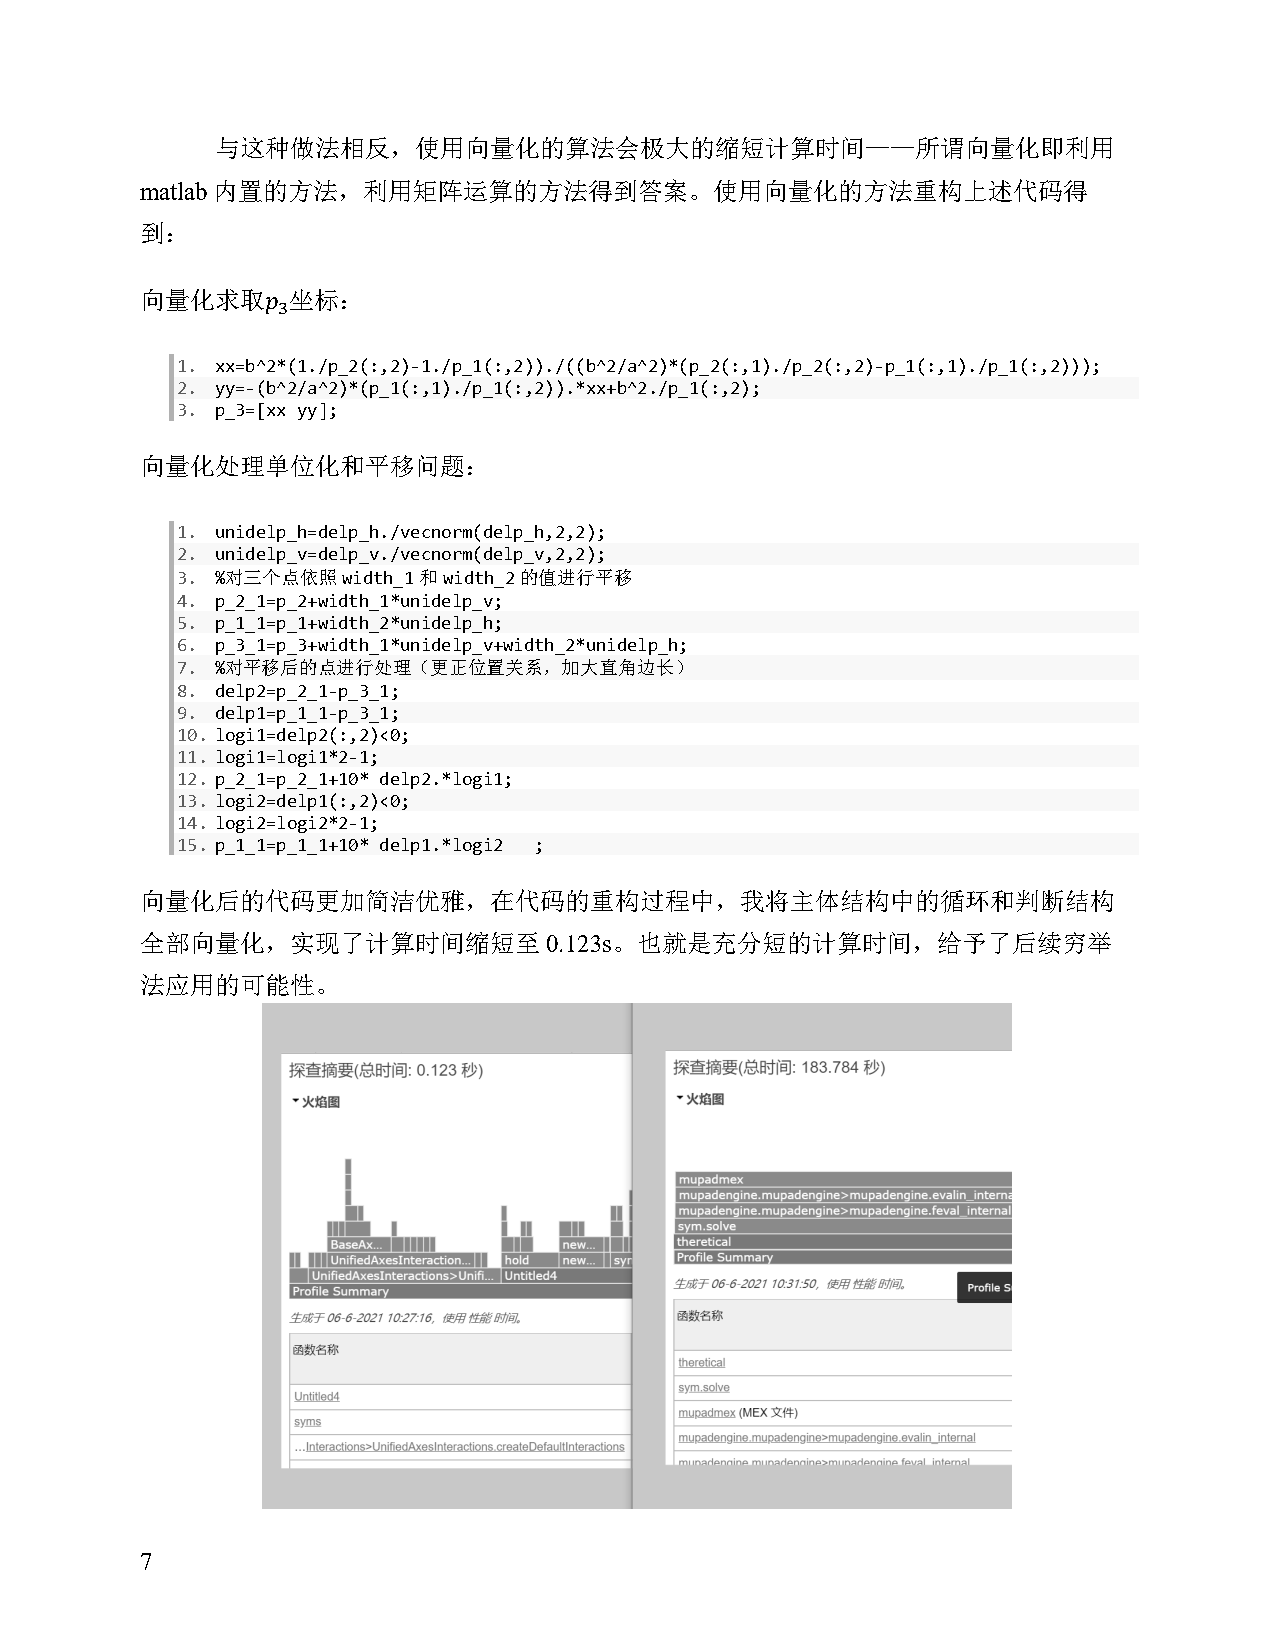 与这种做法相反，使用向量化的算法会极大的缩短计算时间——所谓向量化即利用
matlab 内置的方法，利用矩阵运算的方法得到答案。使用向量化的方法重构上述代码得
到：
向量化求取p₃坐标：
1. xx=b^2*(1./p_2(:,2)-1./p_1(:,2))./((b^2/a^2)*(p_2(:,1)./p_2(:,2)-p_1(:,1)./p_1(:,2)));
2. yy=-(b^2/a^2)*(p_1(:,1)./p_1(:,2)).*xx+b^2./p_1(:,2);
3. p_3=[xx yy];
向量化处理单位化和平移问题：
1. unidelp_h=delp_h./vecnorm(delp_h,2,2);
2. unidelp_v=delp_v./vecnorm(delp_v,2,2);
3. %对三个点依照 width_1 和 width_2 的值进行平移
4. p_2_1=p_2+width_1*unidelp_v;
5. p_1_1=p_1+width_2*unidelp_h;
6. p_3_1=p_3+width_1*unidelp_v+width_2*unidelp_h;
7. %对平移后的点进行处理（更正位置关系，加大直角边长）
8. delp2=p_2_1-p_3_1;
9. delp1=p_1_1-p_3_1;
10. logi1=delp2(:,2)<0;
11. logi1=logi1*2-1;
12. p_2_1=p_2_1+10* delp2.*logi1;
13. logi2=delp1(:,2)<0;
14. logi2=logi2*2-1;
15. p_1_1=p_1_1+10* delp1.*logi2   ;
向量化后的代码更加简洁优雅，在代码的重构过程中，我将主体结构中的循环和判断结构
全部向量化，实现了计算时间缩短至 0.123s。也就是充分短的计算时间，给予了后续穷举
法应用的可能性。
探查摘要(总时间: 0.123 秒)
火焰图
BaseAx...
new...
UnifiedAxesInteraction...
hold
new...
syr
UnifiedAxesInteractions>Unifi...
Untitled4
Profile Summary
生成于 06-6-2021 10:27:16，使用 性能 时间。
函数名称
Untitled4
syms
...Interactions>UnifiedAxesInteractions.createDefaultInteractions
探查摘要(总时间: 183.784 秒)
火焰图
mupadmex
mupadengine.mupadengine>mupadengine.evalin_interna
mupadengine.mupadengine>mupadengine.feval_internal
sym.solve
theretical
Profile Summary
生成于 06-6-2021 10:31:50，使用 性能 时间。
Profile S
函数名称
theretical
sym.solve
mupadmex (MEX 文件)
mupadengine.mupadengine>mupadengine.evalin_internal
mupadengine.mupadengine>mupadengine.feval_internal
7